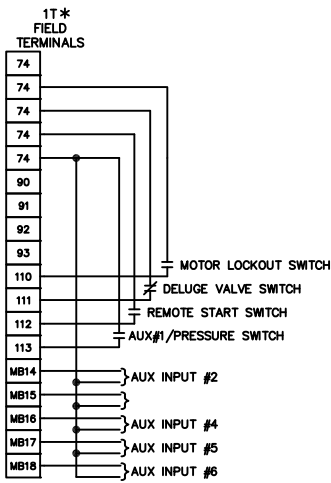 1T*
FIELD
TERMINALS
74
74
74
74
74
90
91
92
93
110
MOTOR LOCKOUT SWITCH
111
DELUGE VALVE SWITCH
112
REMOTE START SWITCH
113
AUX#1/PRESSURE SWITCH
MB14
AUX INPUT #2
MB15
MB16
AUX INPUT #4
MB17
AUX INPUT #5
MB18
AUX INPUT #6